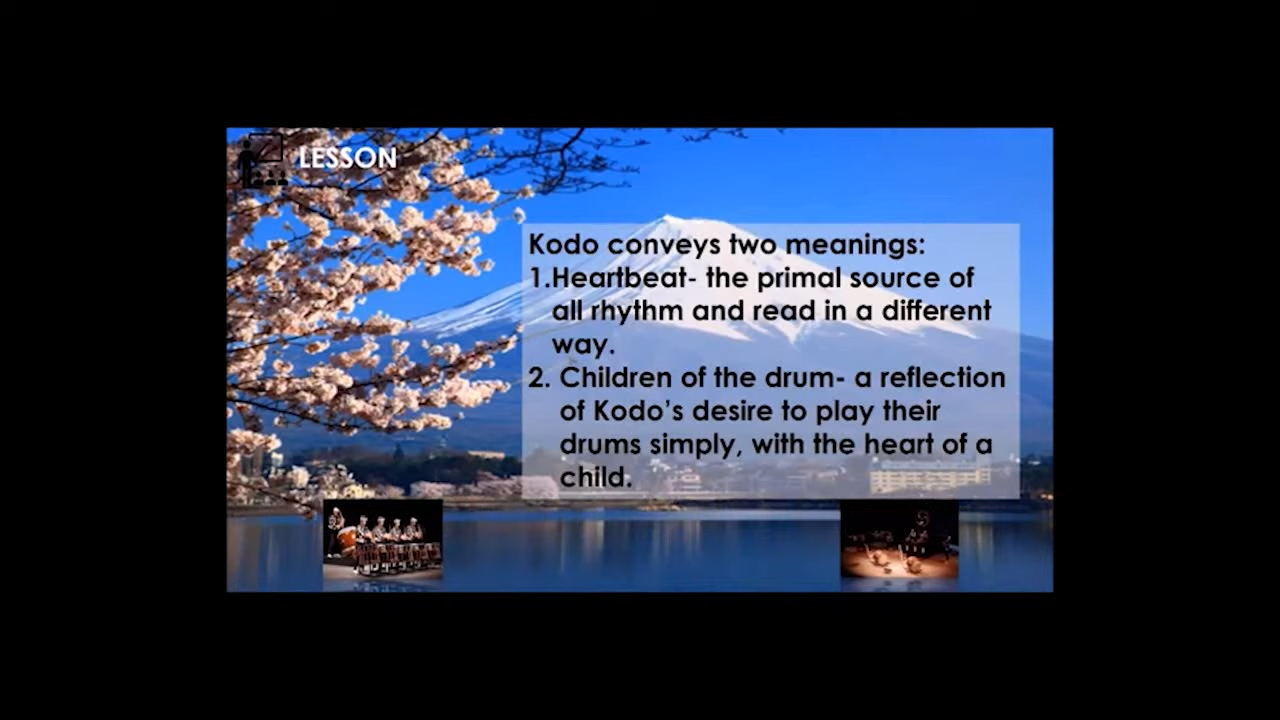 LESSON
Kodo conveys two meanings:
1.Heartbeat- the primal source of
all rhythm and read in a different
way.
2. Children of the drum- a reflection
of Kodo’s desire to play their
drums simply, with the heart of a
child.